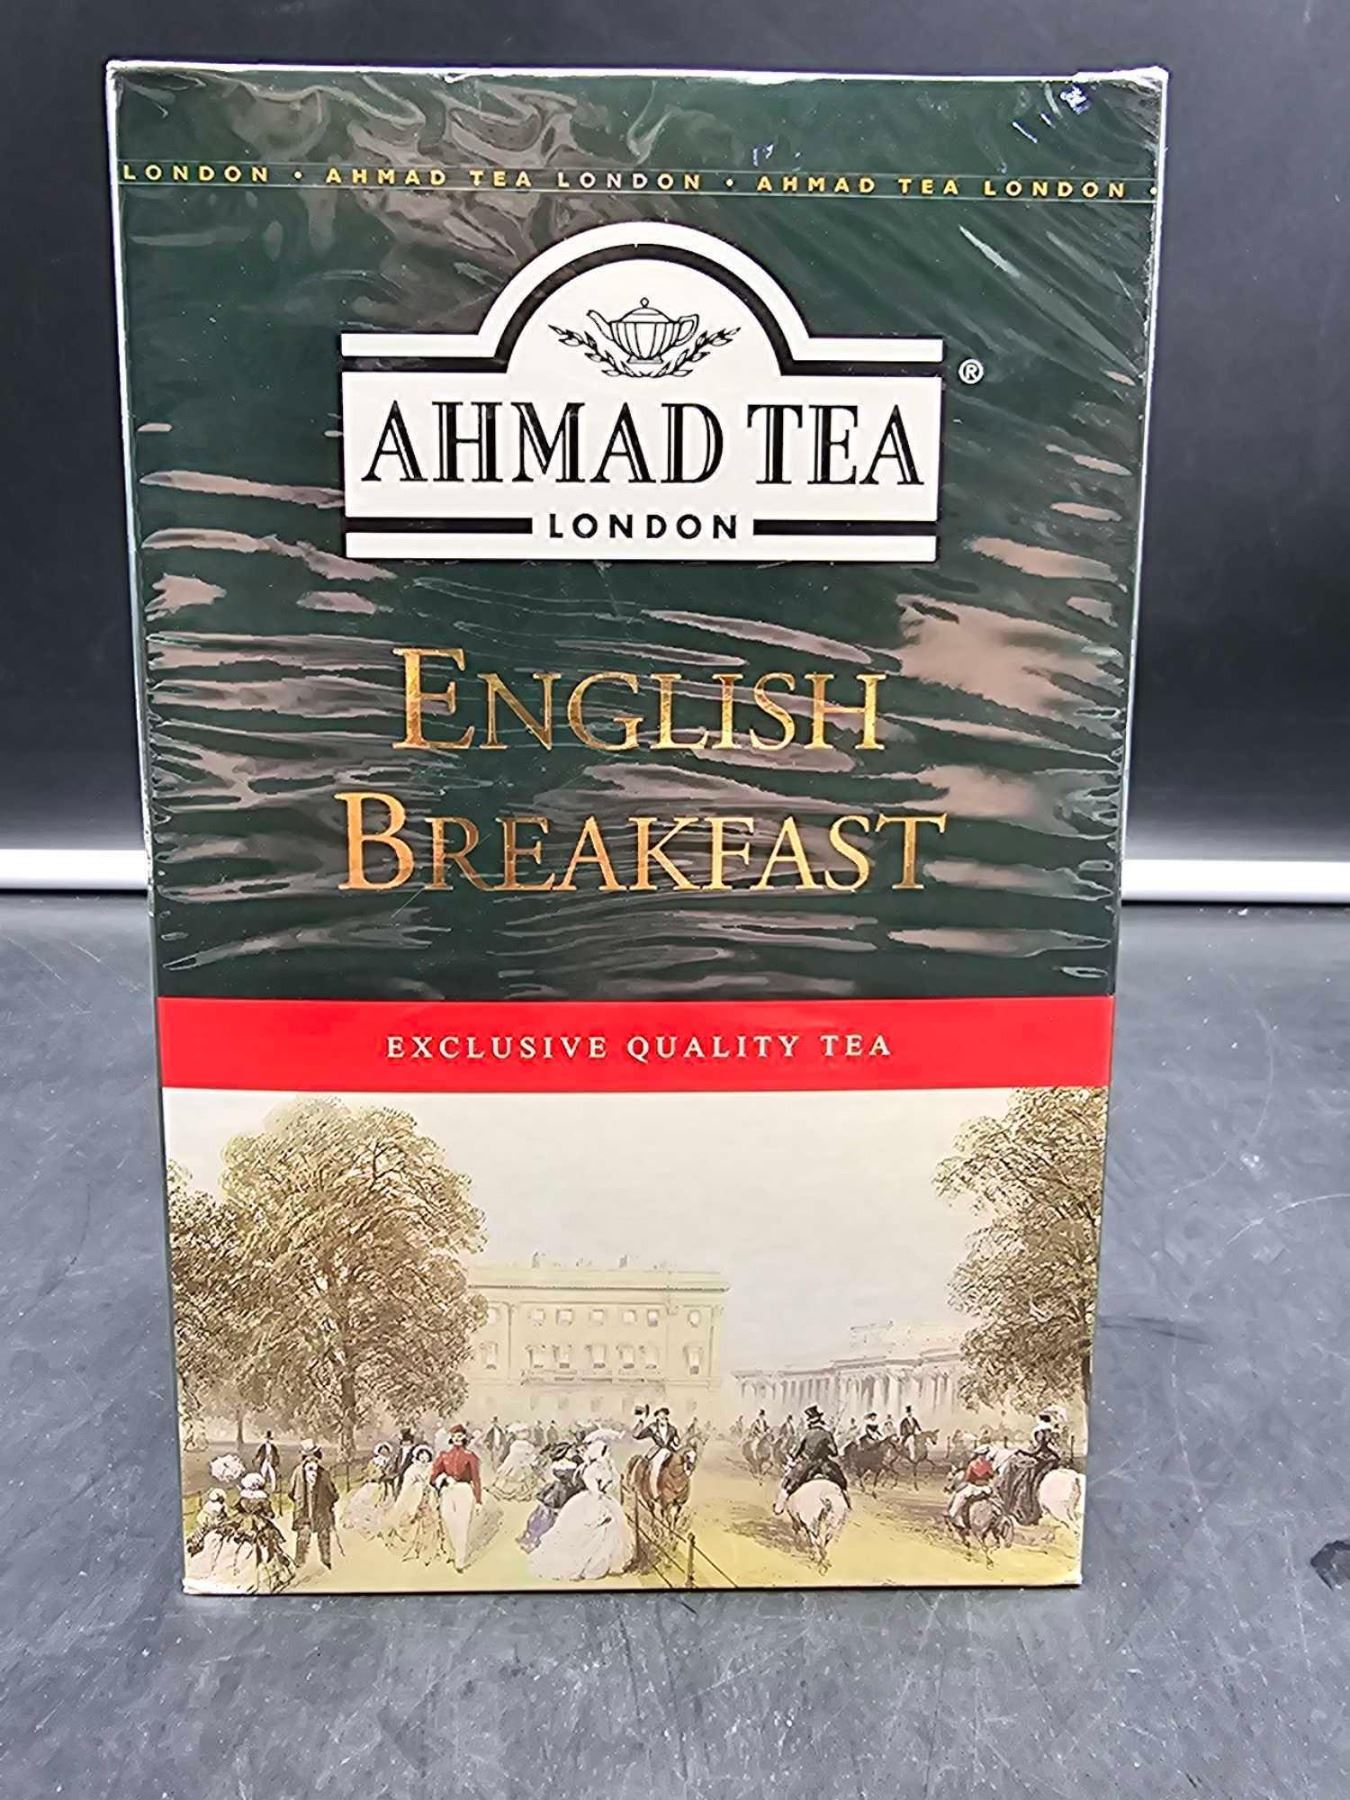 LONDON • AHMAD TEA LONDON • AHMAD TEA LONDON •
AHMAD TEA ®
LONDON
ENGLISH
BREAKFAST
EXCLUSIVE QUALITY TEA